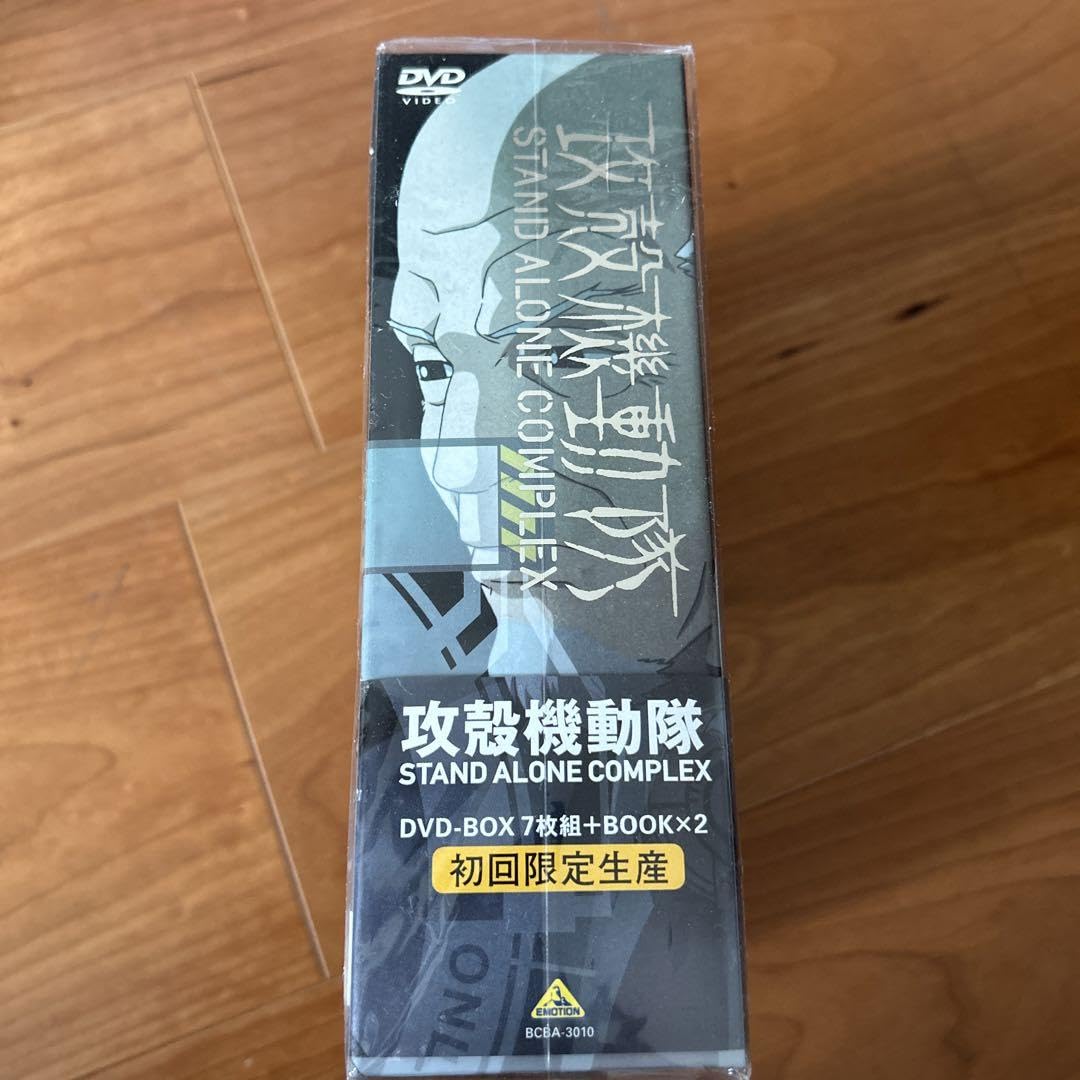 DVD
VIDEO
攻殻機動隊
STAND ALONE COMPLEX
攻殻機動隊
STAND ALONE COMPLEX
DVD-BOX 7枚組+BOOK×2
初回限定生産
ONL
EMOTION
BCBA-3010